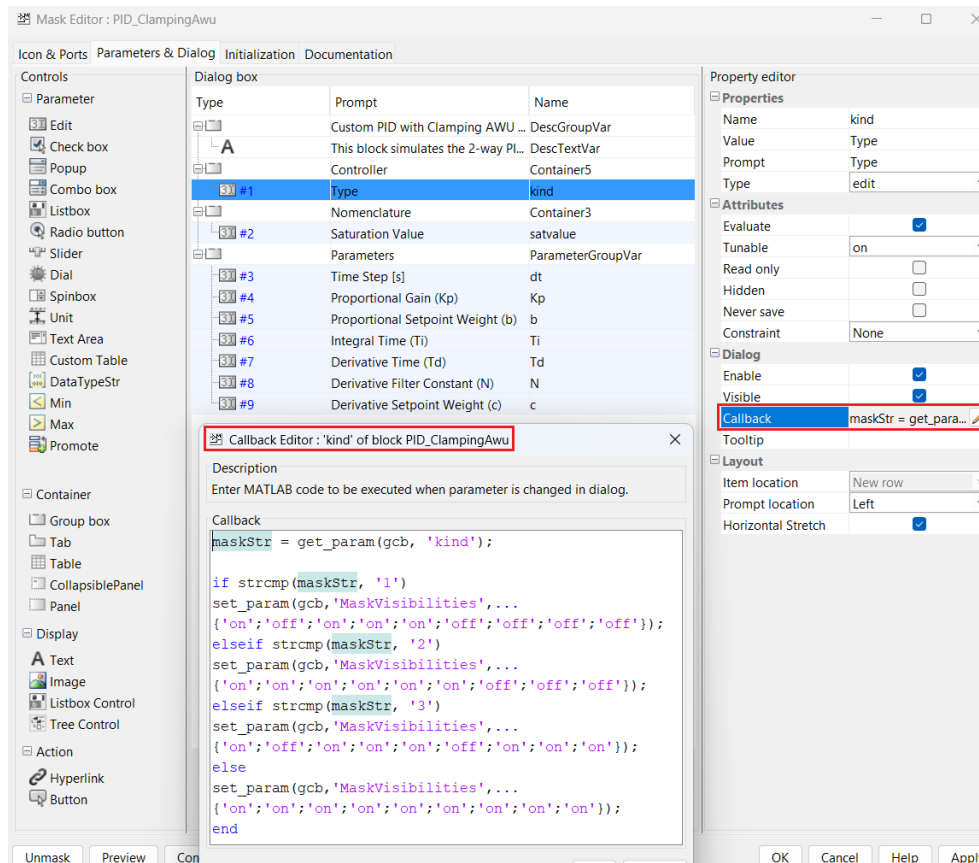 Mask Editor : PID_ClampingAwu
Icon & Ports Parameters & Dialog Initialization Documentation
Controls
Parameter
Edit
Check box
Popup
Combo box
Listbox
Radio button
Slider
Dial
Spinbox
Unit
Text Area
Custom Table
DataTypeStr
Min
Max
Promote
Container
Group box
Tab
Table
CollapsiblePanel
Panel
Display
A Text
Image
Listbox Control
Tree Control
Action
Hyperlink
Button
Dialog box
Type Prompt Name
Custom PID with Clamping AWU ... DescGroupVar
A This block simulates the 2-way PI... DescTextVar
Controller Container5
#1 Type kind
Nomenclature Container3
#2 Saturation Value satvalue
Parameters ParameterGroupVar
#3 Time Step [s] dt
#4 Proportional Gain (Kp) Kp
#5 Proportional Setpoint Weight (b) b
#6 Integral Time (Ti) Ti
#7 Derivative Time (Td) Td
#8 Derivative Filter Constant (N) N
#9 Derivative Setpoint Weight (c) c
Callback Editor : 'kind' of block PID_ClampingAwu
Description
Enter MATLAB code to be executed when parameter is changed in dialog.
Callback
maskStr = get_param(gcb, 'kind');
if strcmp(maskStr, '1')
set_param(gcb,'MaskVisibilities',...
{'on';'off';'on';'on';'on';'off';'off';'off';'off'});
elseif strcmp(maskStr, '2')
set_param(gcb,'MaskVisibilities',...
{'on';'on';'on';'on';'on';'on';'off';'off';'off'});
elseif strcmp(maskStr, '3')
set_param(gcb,'MaskVisibilities',...
{'on';'off';'on';'on';'on';'off';'on';'on';'on'});
else
set_param(gcb,'MaskVisibilities',...
{'on';'on';'on';'on';'on';'on';'on';'on';'on'});
end
Property editor
Properties
Name kind
Value Type
Prompt Type
Type edit
Attributes
Evaluate
Tunable on
Read only
Hidden
Never save
Constraint None
Dialog
Enable
Visible
Callback maskStr = get_para...
Tooltip
Layout
Item location New row
Prompt location Left
Horizontal Stretch
Unmask Preview Con OK Cancel Help Appl